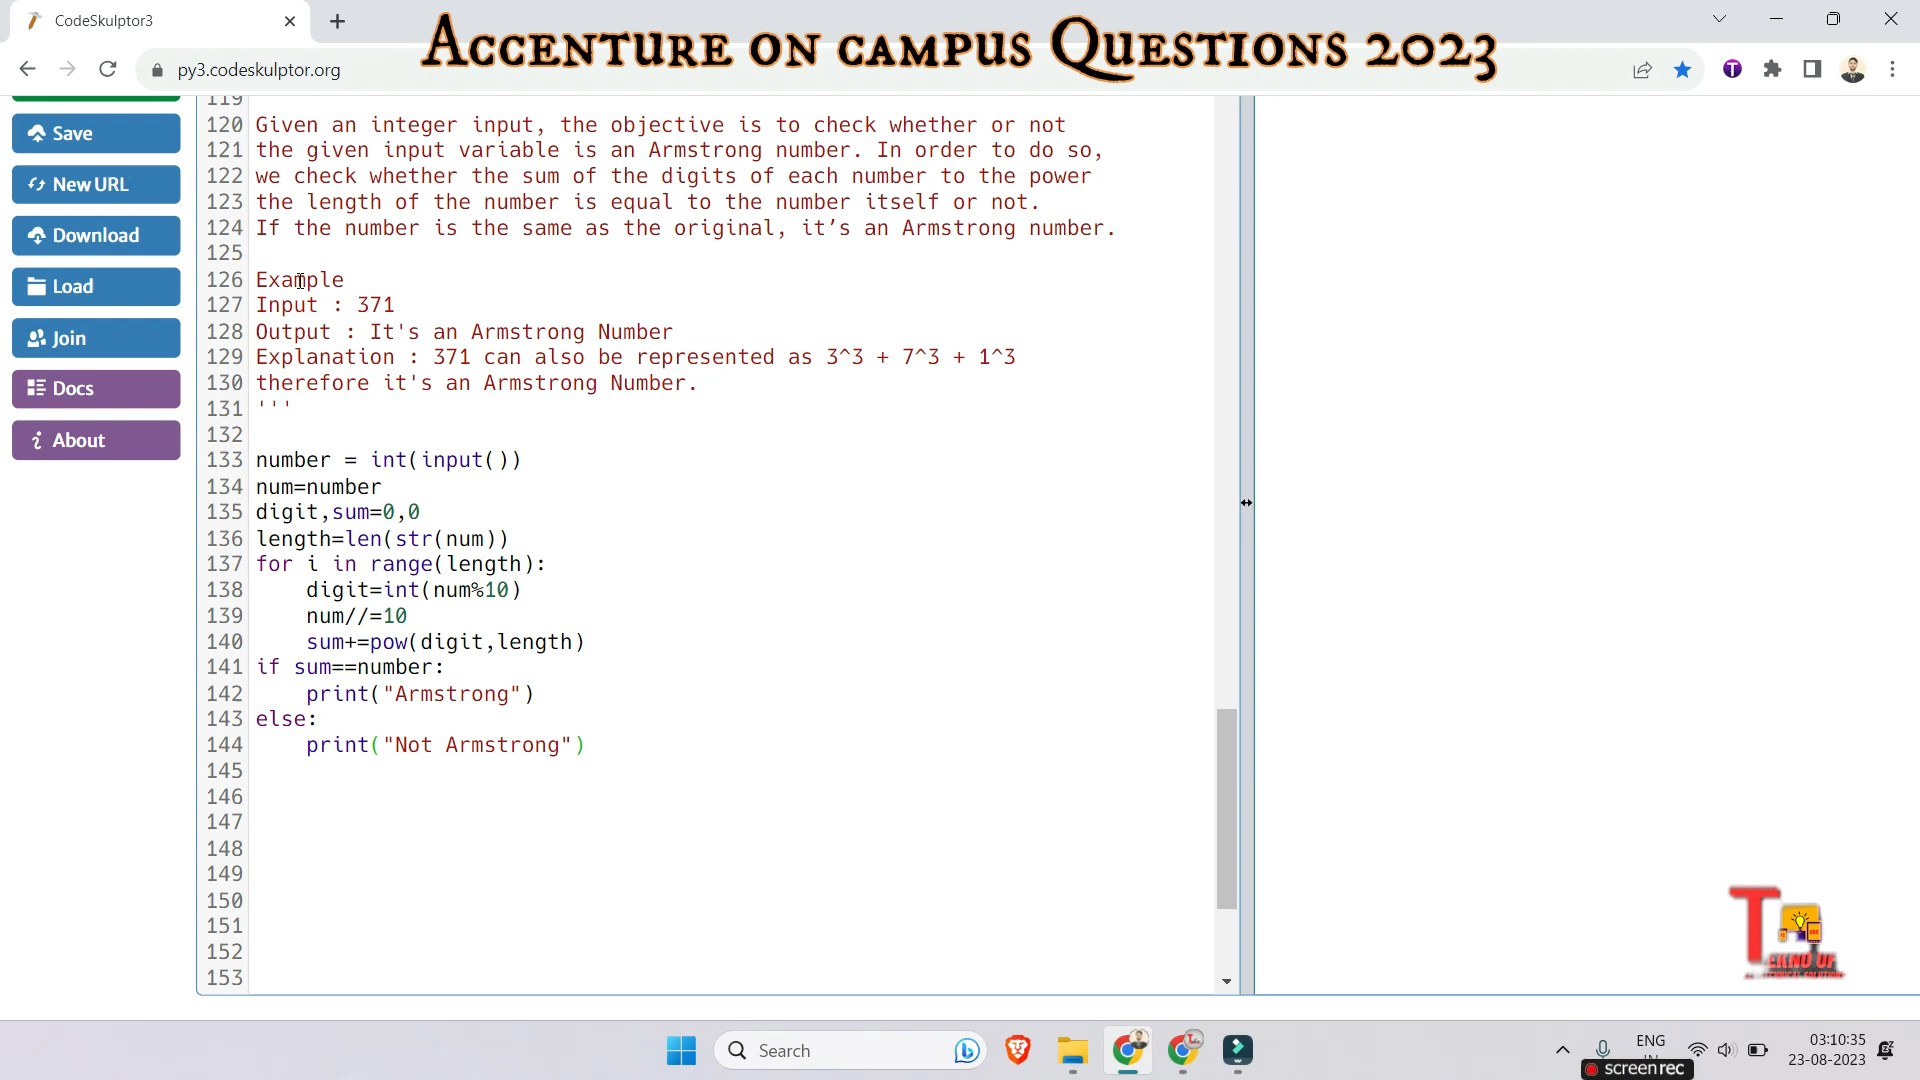 CodeSkulptor3
Accenture on campus Questions 2023
py3.codeskulptor.org
Save
New URL
Download
Load
Join
Docs
About
119
120 Given an integer input, the objective is to check whether or not
121 the given input variable is an Armstrong number. In order to do so,
122 we check whether the sum of the digits of each number to the power
123 the length of the number is equal to the number itself or not.
124 If the number is the same as the original, it’s an Armstrong number.
125
126 Example
127 Input : 371
128 Output : It's an Armstrong Number
129 Explanation : 371 can also be represented as 3^3 + 7^3 + 1^3
130 therefore it's an Armstrong Number.
131 '''
132
133 number = int(input())
134 num=number
135 digit,sum=0,0
136 length=len(str(num))
137 for i in range(length):
138     digit=int(num%10)
139     num//=10
140     sum+=pow(digit,length)
141 if sum==number:
142     print("Armstrong")
143 else:
144     print("Not Armstrong")
145
146
147
148
149
150
151
152
153
Search
ENG
03:10:35
23-08-2023
screenrec